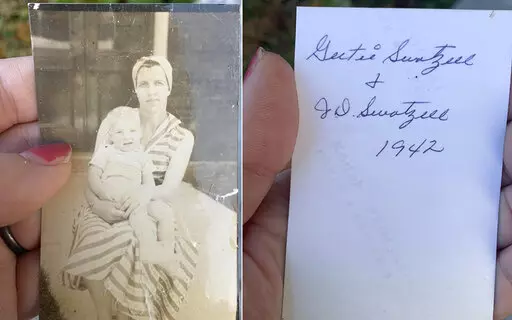 Gertie Swatzell
&
J D. Swatzell
1942